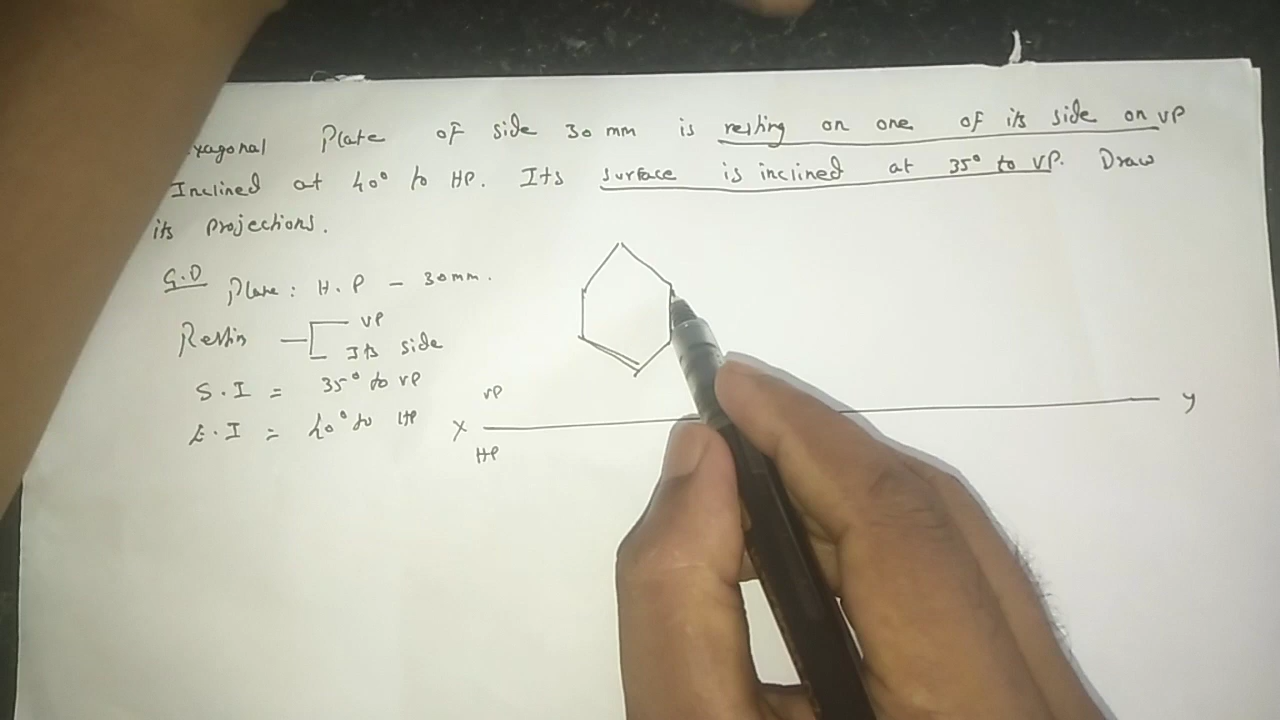 xagonal Plate of side 30 mm is resting on one of its side on VP
Inclined at 40° to HP. Its surface is inclined at 35° to VP. Draw
its projections.
G.D Plane: H.P - 30mm.
Restin VP
Its side
S.I = 35° to VP
E.I = 40° to HP
VP
X y
HP